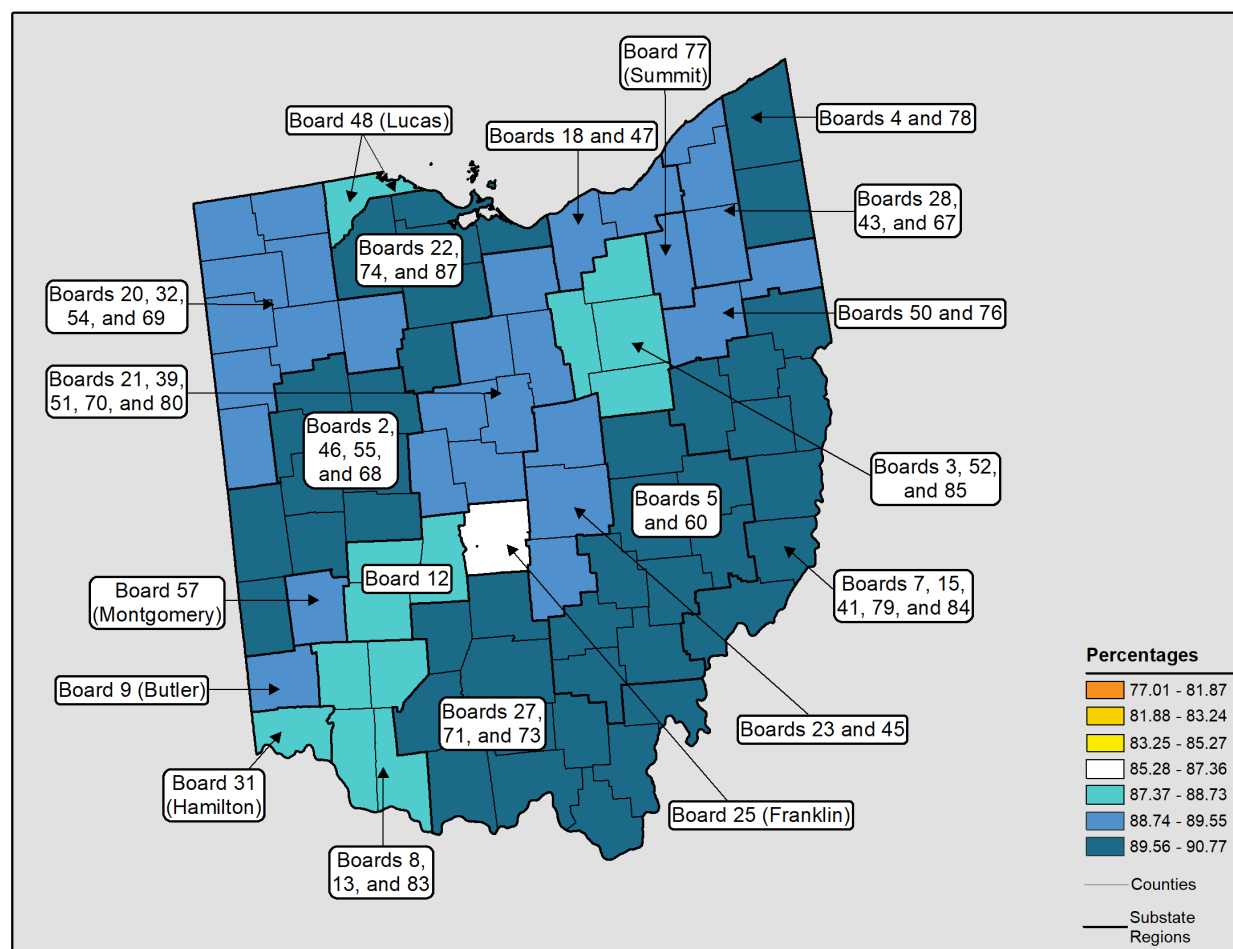 Board 77
(Summit)
Board 48 (Lucas)
Boards 18 and 47
Boards 4 and 78
Boards 28,
43, and 67
Boards 22,
74, and 87
Boards 20, 32,
54, and 69
Boards 50 and 76
Boards 21, 39,
51, 70, and 80
Boards 2,
46, 55,
and 68
Boards 3, 52,
and 85
Boards 5
and 60
Board 12
Board 57
(Montgomery)
Boards 7, 15,
41, 79, and 84
Board 9 (Butler)
Boards 27,
71, and 73
Boards 23 and 45
Board 31
(Hamilton)
Board 25 (Franklin)
Boards 8,
13, and 83
Percentages
77.01 - 81.87
81.88 - 83.24
83.25 - 85.27
85.28 - 87.36
87.37 - 88.73
88.74 - 89.55
89.56 - 90.77
Counties
Substate
Regions